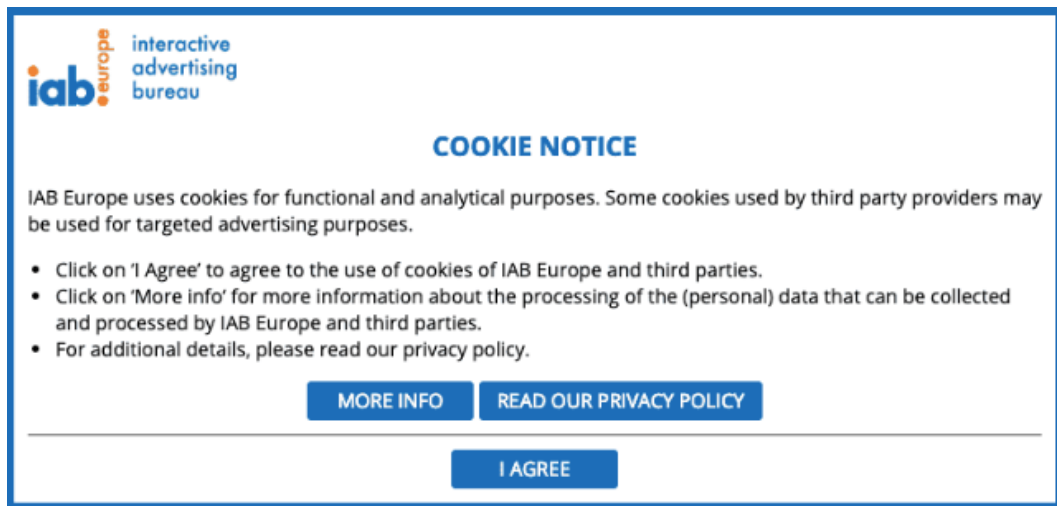 iab europe
interactive
advertising
bureau
COOKIE NOTICE
IAB Europe uses cookies for functional and analytical purposes. Some cookies used by third party providers may
be used for targeted advertising purposes.
• Click on 'I Agree' to agree to the use of cookies of IAB Europe and third parties.
• Click on 'More info' for more information about the processing of the (personal) data that can be collected
and processed by IAB Europe and third parties.
• For additional details, please read our privacy policy.
MORE INFO READ OUR PRIVACY POLICY
I AGREE